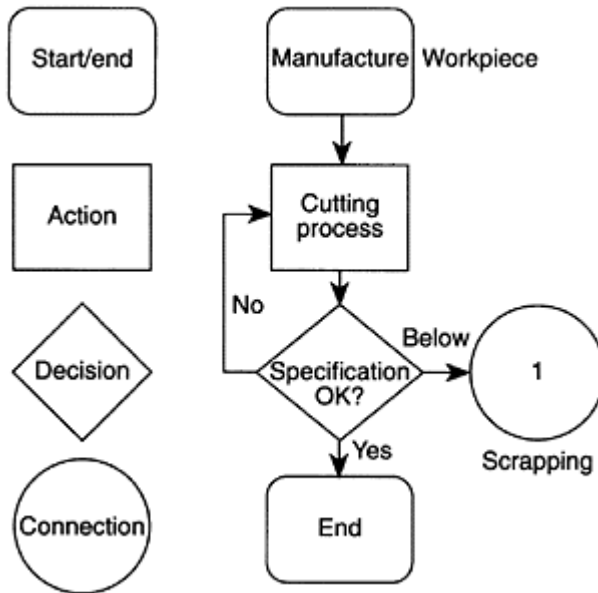 Start/end
Manufacture Workpiece
Action
Cutting
process
No
Below
Decision
Specification
OK?
1
Yes
Scrapping
Connection
End